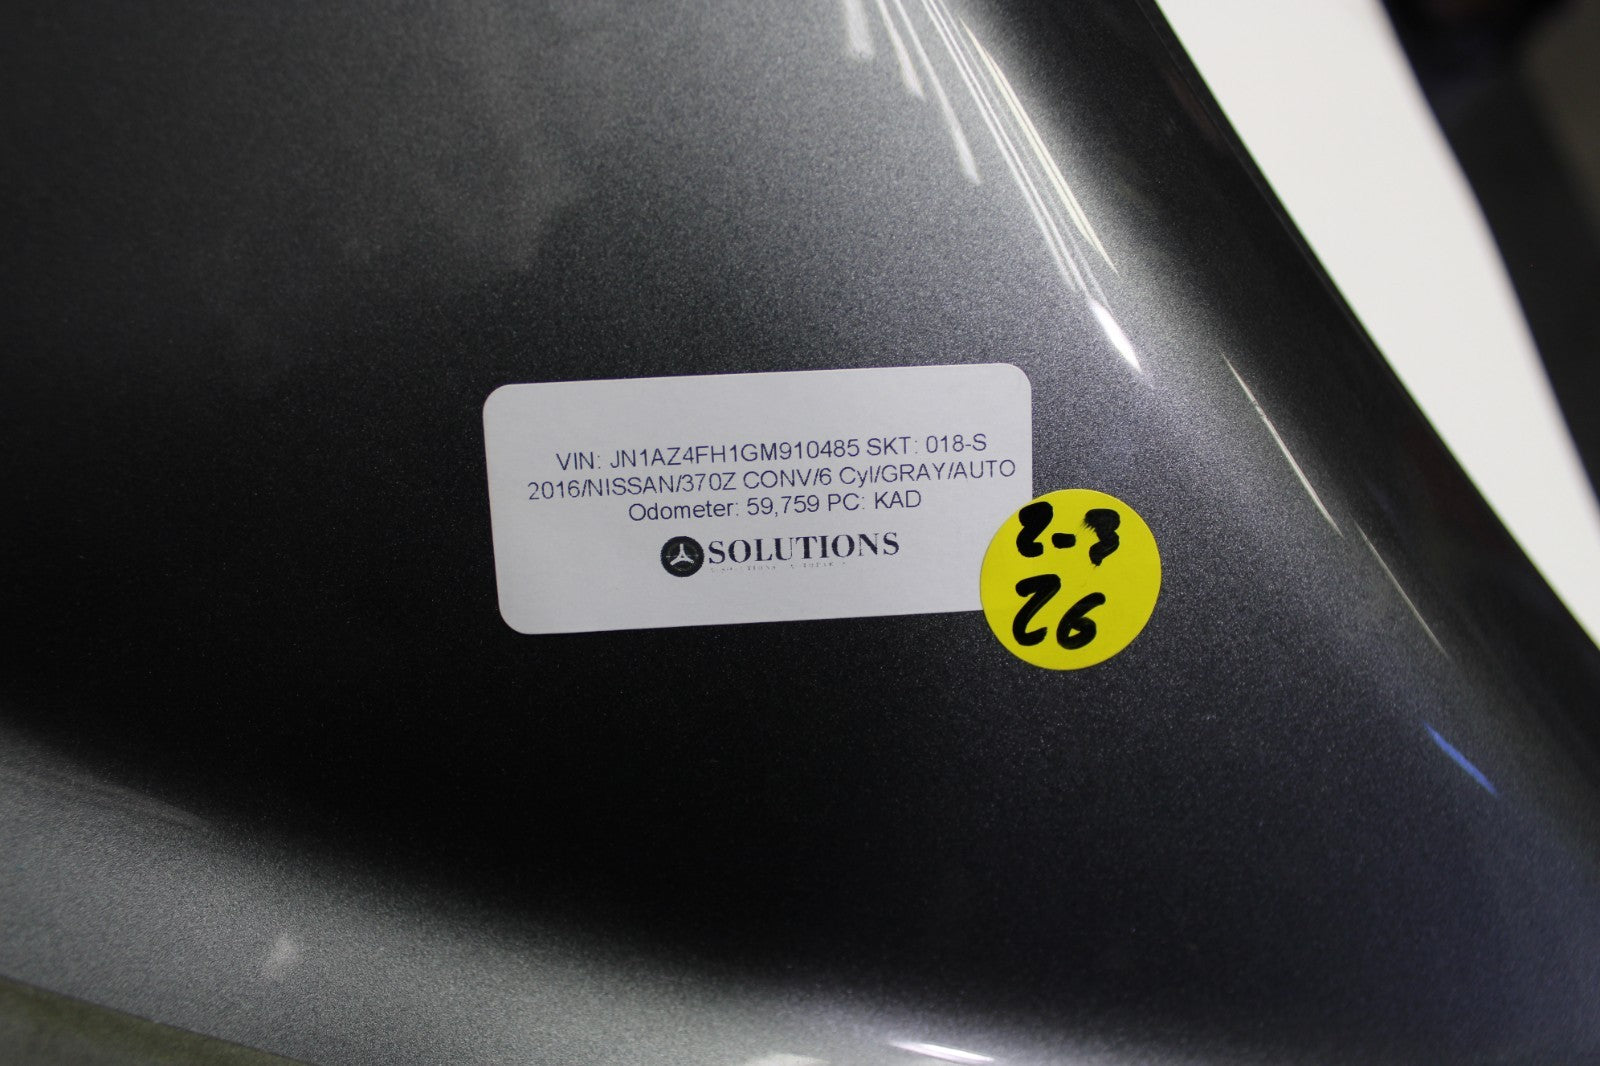 VIN: JN1AZ4FH1GM910485 SKT: 018-S
2016/NISSAN/370Z CONV/6 Cyl/GRAY/AUTO
Odometer: 59,759 PC: KAD
SOLUTIONS
2-3
26